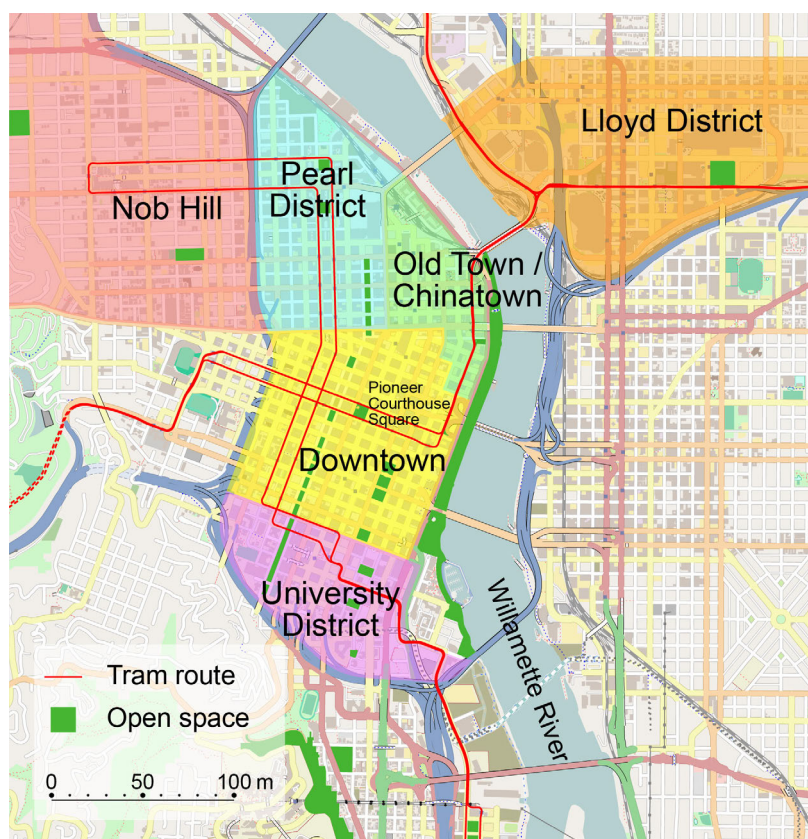 Lloyd District
Pearl
District
Nob Hill
Old Town /
Chinatown
Pioneer
Courthouse
Square
Downtown
University
District
Willamette River
Tram route
Open space
0 50 100 m